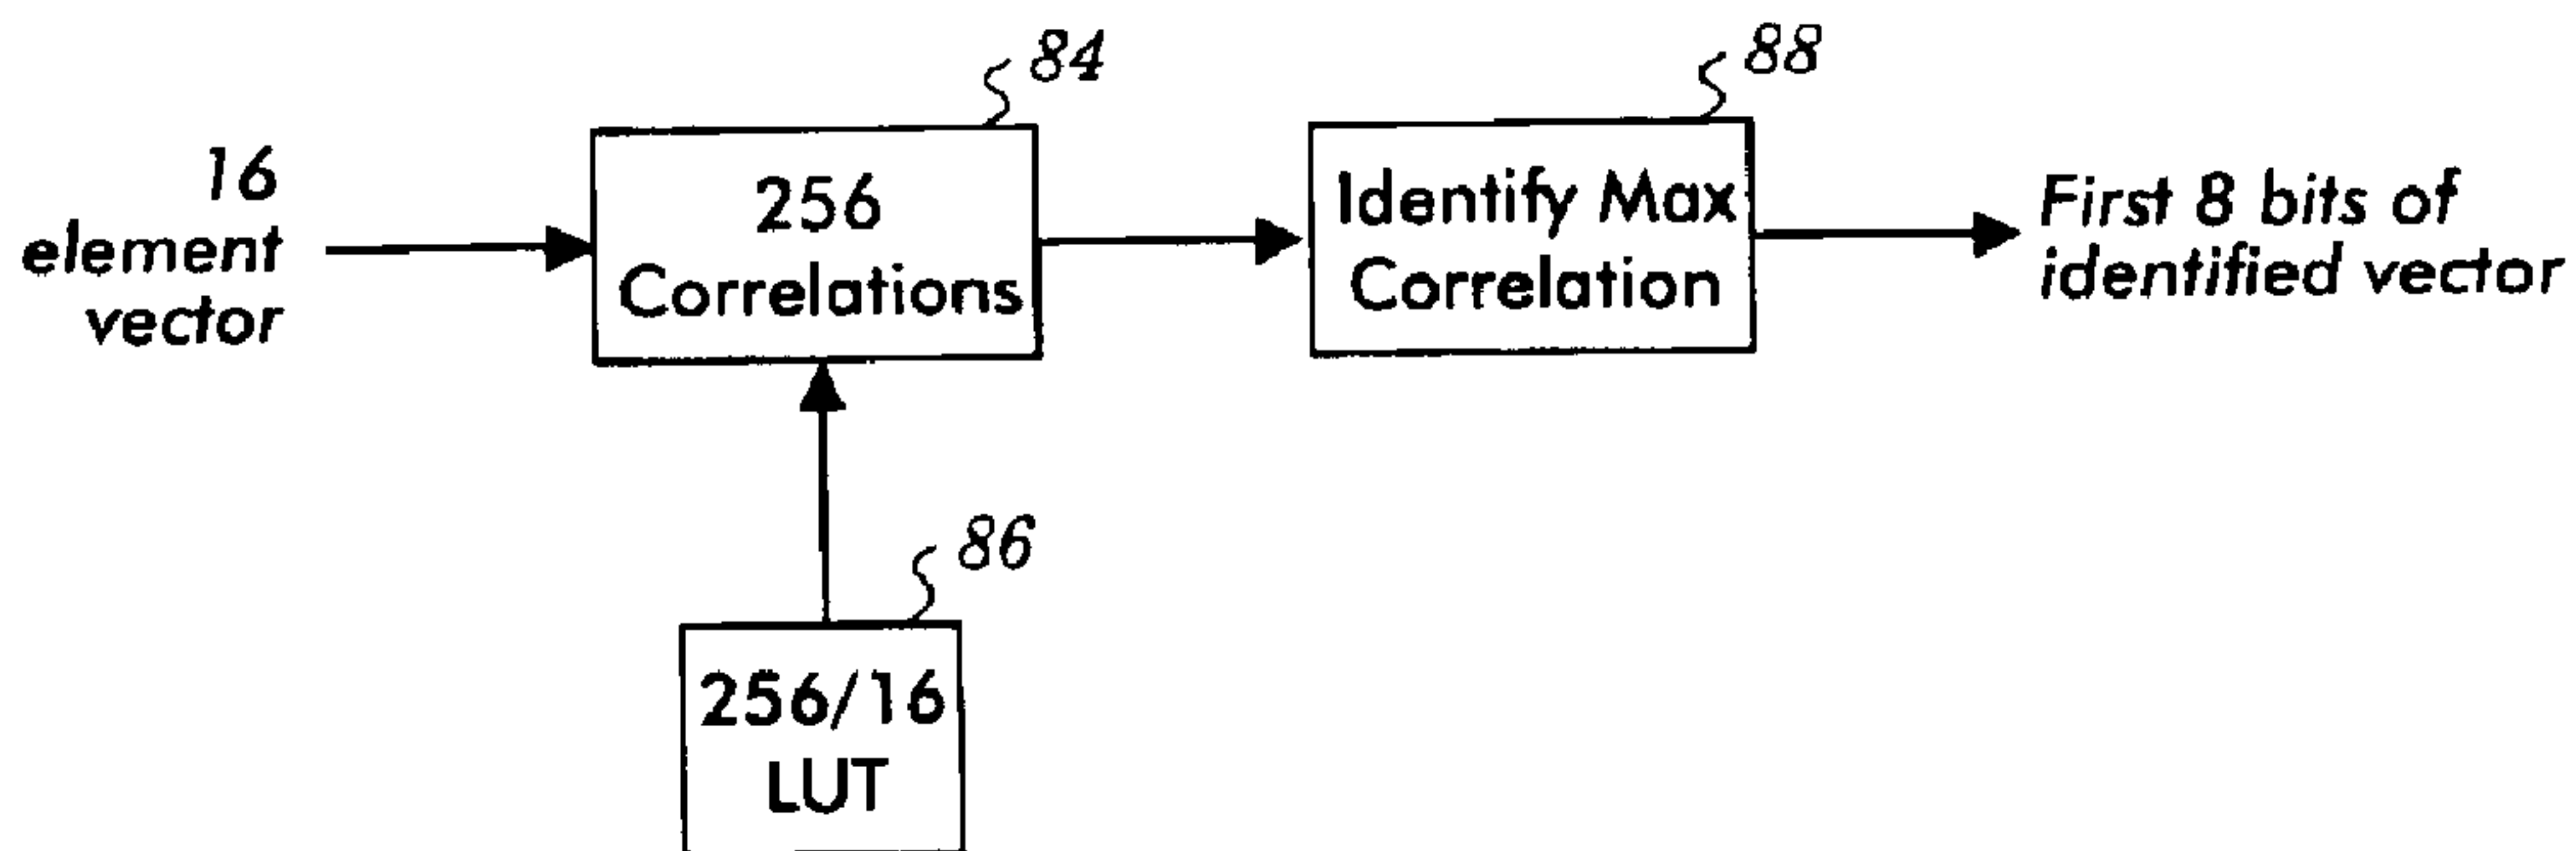 84
88
16
element
vector
256
Correlations
Identify Max
Correlation
First 8 bits of
identified vector
86
256/16
LUT